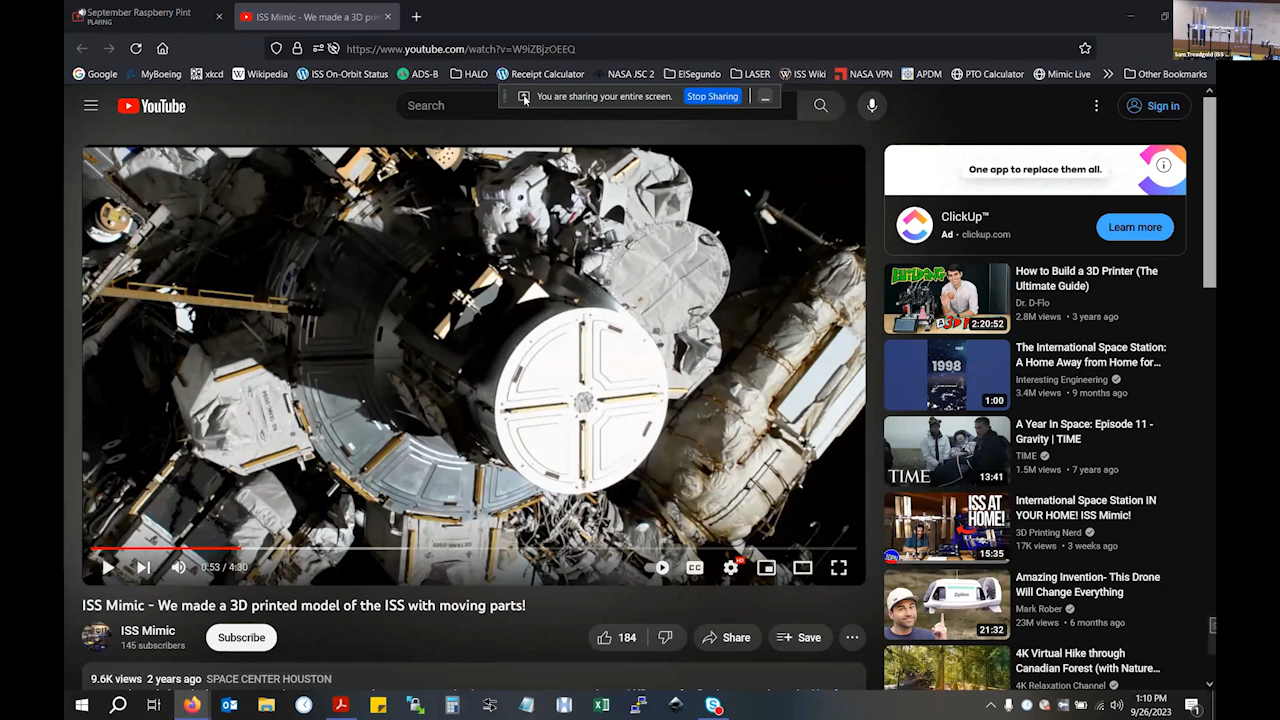 September Raspberry Pint
PLAYING
ISS Mimic - We made a 3D prin
https://www.youtube.com/watch?v=W9iZBjzOEEQ
Google
MyBoeing
xkcd
Wikipedia
ISS On-Orbit Status
ADS-B
HALO
Receipt Calculator
NASA JSC 2
ElSegundo
LASER
ISS Wiki
NASA VPN
APDM
PTO Calculator
Mimic Live
Other Bookmarks
Sam Treadgold (ISS ...
YouTube
Search
You are sharing your entire screen.
Stop Sharing
Sign in
One app to replace them all.
ClickUp™
Ad · clickup.com
Learn more
How to Build a 3D Printer (The
Ultimate Guide)
Dr. D-Flo
2.8M views · 3 years ago
2:20:52
BUILDING
The International Space Station:
A Home Away from Home for...
Interesting Engineering
3.4M views · 9 months ago
1998
1:00
A Year In Space: Episode 11 -
Gravity | TIME
TIME
1.5M views · 7 years ago
TIME
13:41
International Space Station IN
YOUR HOME! ISS Mimic!
3D Printing Nerd
17K views · 3 weeks ago
ISS AT
HOME!
15:35
Amazing Invention- This Drone
Will Change Everything
Mark Rober
23M views · 6 months ago
Zipline
21:32
4K Virtual Hike through
Canadian Forest (with Nature...
4K Relaxation Channel
0:53 / 4:30
CC
HD
ISS Mimic - We made a 3D printed model of the ISS with moving parts!
ISS Mimic
145 subscribers
Subscribe
184
Share
Save
9.6K views 2 years ago SPACE CENTER HOUSTON
1:10 PM
9/26/2023
1